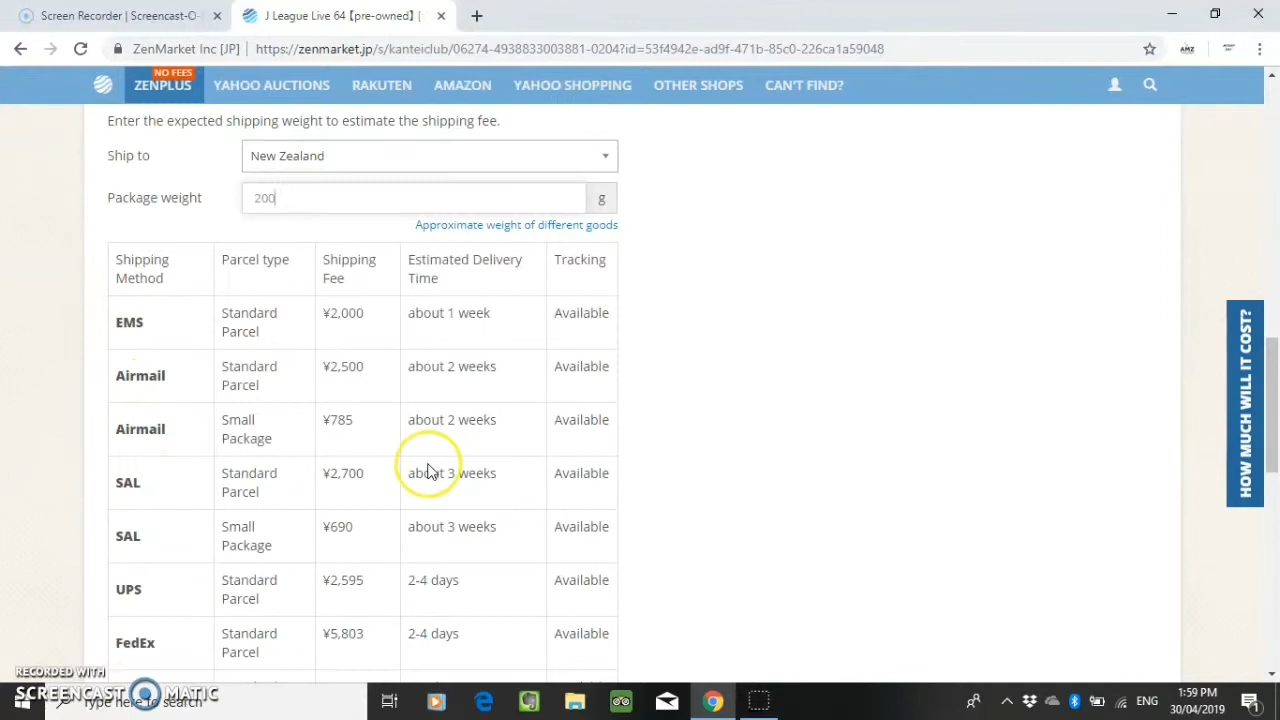 Screen Recorder | Screencast-O-
J League Live 64 【pre-owned】 [
ZenMarket Inc [JP] | https://zenmarket.jp/s/kanteiclub/06274-4938833003881-0204?id=53f4942e-ad9f-471b-85c0-226ca1a59048
AMZ
NO FEES
ZENPLUS YAHOO AUCTIONS RAKUTEN AMAZON YAHOO SHOPPING OTHER SHOPS CAN'T FIND?
Enter the expected shipping weight to estimate the shipping fee.
Ship to New Zealand
Package weight 200 g
Approximate weight of different goods
Shipping Method Parcel type Shipping Fee Estimated Delivery Time Tracking
EMS Standard Parcel ¥2,000 about 1 week Available
Airmail Standard Parcel ¥2,500 about 2 weeks Available
Airmail Small Package ¥785 about 2 weeks Available
SAL Standard Parcel ¥2,700 about 3 weeks Available
SAL Small Package ¥690 about 3 weeks Available
UPS Standard Parcel ¥2,595 2-4 days Available
FedEx Standard Parcel ¥5,803 2-4 days Available
HOW MUCH WILL IT COST?
RECORDED WITH
SCREENCAST MATIC
Type here to search
ENG
1:59 PM
30/04/2019
1